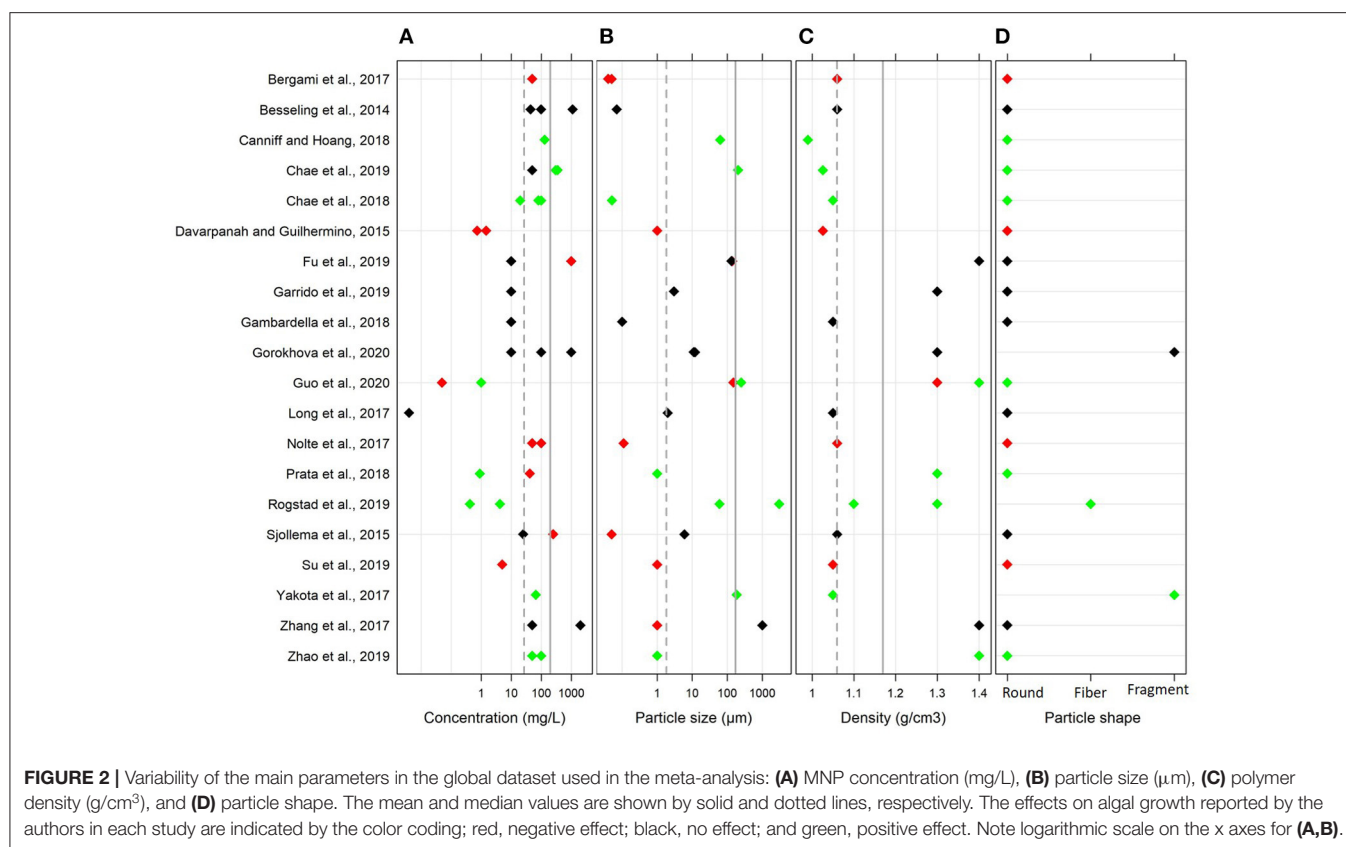 A B C D
Bergami et al., 2017
Besseling et al., 2014
Canniff and Hoang, 2018
Chae et al., 2019
Chae et al., 2018
Davarpanah and Guilhermino, 2015
Fu et al., 2019
Garrido et al., 2019
Gambardella et al., 2018
Gorokhova et al., 2020
Guo et al., 2020
Long et al., 2017
Nolte et al., 2017
Prata et al., 2018
Rogstad et al., 2019
Sjollema et al., 2015
Su et al., 2019
Yakota et al., 2017
Zhang et al., 2017
Zhao et al., 2019
1 10 100 1000 1 10 100 1000 1 1.1 1.2 1.3 1.4 Round Fiber Fragment
Concentration (mg/L) Particle size (µm) Density (g/cm3) Particle shape
FIGURE 2 | Variability of the main parameters in the global dataset used in the meta-analysis: (A) MNP concentration (mg/L), (B) particle size (µm), (C) polymer
density (g/cm³), and (D) particle shape. The mean and median values are shown by solid and dotted lines, respectively. The effects on algal growth reported by the
authors in each study are indicated by the color coding; red, negative effect; black, no effect; and green, positive effect. Note logarithmic scale on the x axes for (A,B).